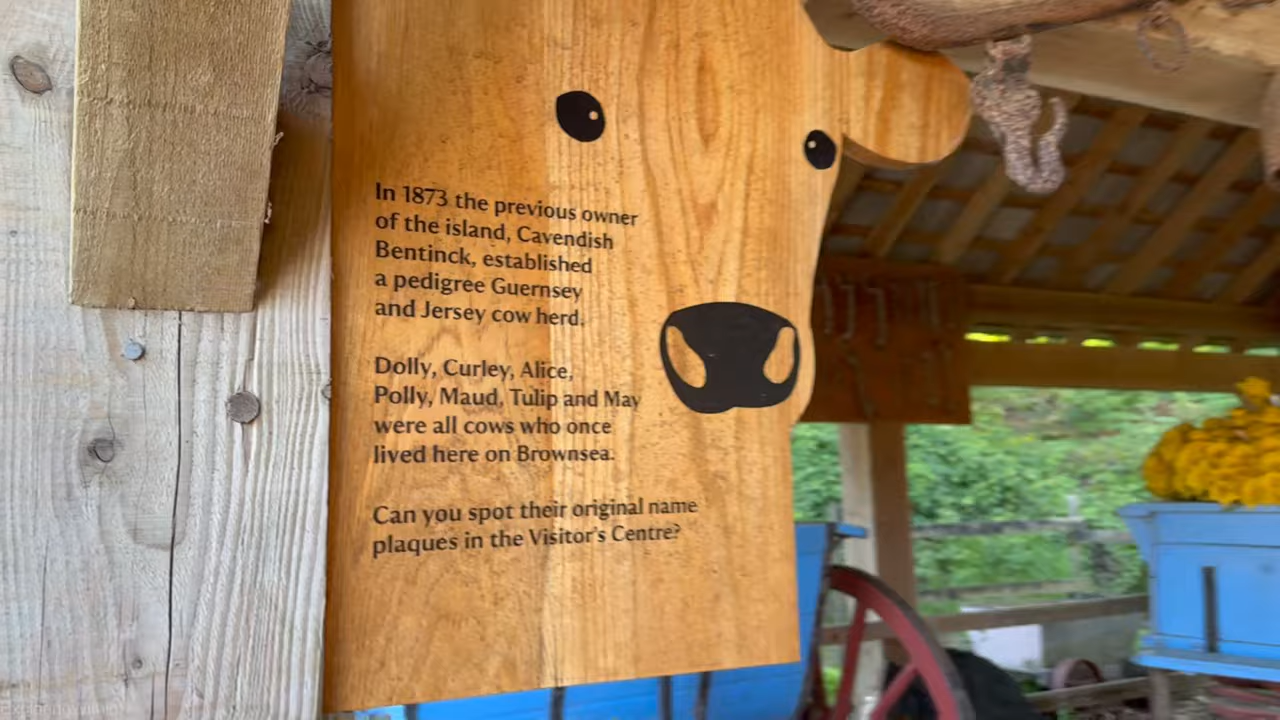 In 1873 the previous owner
of the island, Cavendish
Bentinck, established
a pedigree Guernsey
and Jersey cow herd.
Dolly, Curley, Alice,
Polly, Maud, Tulip and May
were all cows who once
lived here on Brownsea.
Can you spot their original name
plaques in the Visitor's Centre?